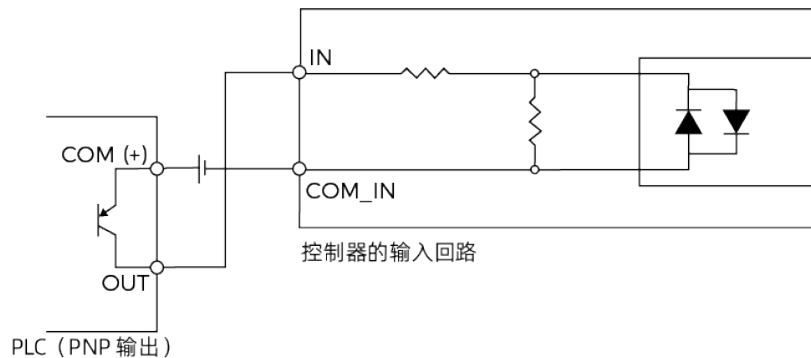 IN
COM (+)
COM_IN
控制器的输入回路
OUT
PLC（PNP 输出）